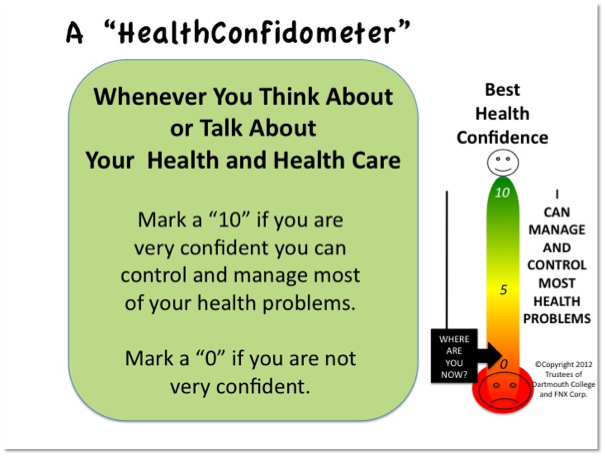 A “HealthConfidometer”
Whenever You Think About
or Talk About
Your Health and Health Care
Mark a “10” if you are
very confident you can
control and manage most
of your health problems.
Mark a “0” if you are not
very confident.
Best
Health
Confidence
10
5
0
I
CAN
MANAGE
AND
CONTROL
MOST
HEALTH
PROBLEMS
WHERE
ARE
YOU
NOW?
©Copyright 2012
Trustees of
Dartmouth College
and FNX Corp.